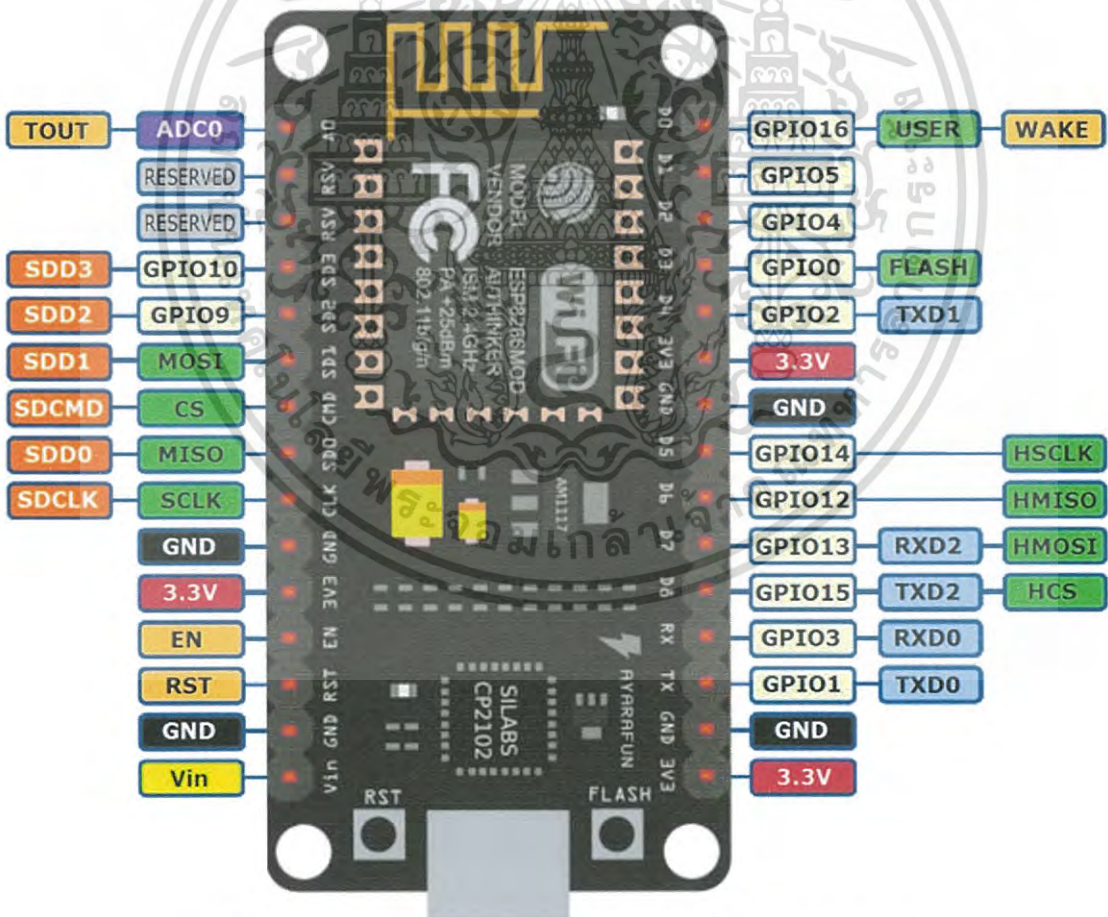 TOUT ADC0 A0 D0 GPIO16 USER WAKE
RESERVED RSV D1 GPIO5
RESERVED RSV D2 GPIO4
SDD3 GPIO10 SD3 D3 GPIO0 FLASH
SDD2 GPIO9 SD2 D4 GPIO2 TXD1
SDD1 MOSI SD1 3V3 3.3V
SDCMD CS CMD GND GND
SDD0 MISO SD0 D5 GPIO14 HSCLK
SDCLK SCLK CLK D6 GPIO12 HMISO
GND GND D7 GPIO13 RXD2 HMOSI
3.3V 3V3 GPIO15 TXD2 HCS
EN EN RX GPIO3 RXD0
RST RST TX GPIO1 TXD0
GND GND GND GND
Vin Vin 3V3 3.3V
FC
MODEL ESP8266MOD
VENDOR AI-THINKER
ISM 2.4GHz
PA +25dBm
802.11b/g/n
WiFi
AM1117
AYARAFUN
SILABS
CP2102
RST
FLASH